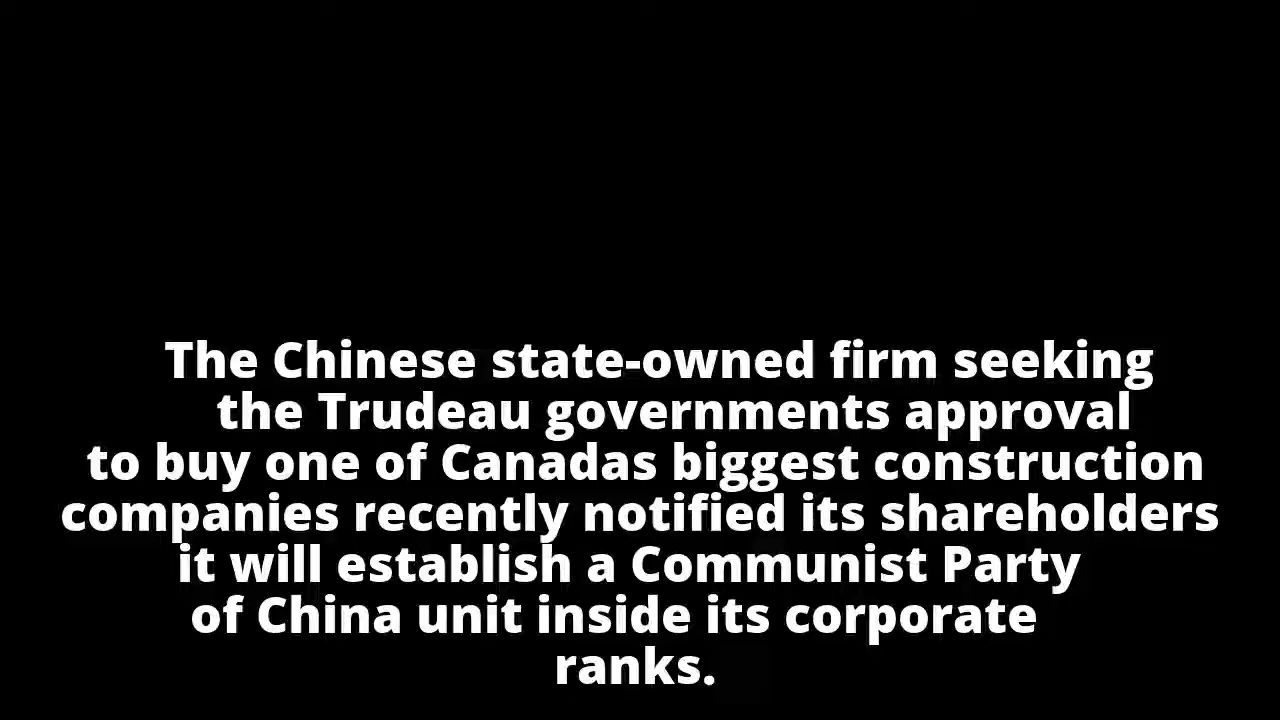 The Chinese state-owned firm seeking
the Trudeau governments approval
to buy one of Canadas biggest construction
companies recently notified its shareholders
it will establish a Communist Party
of China unit inside its corporate
ranks.